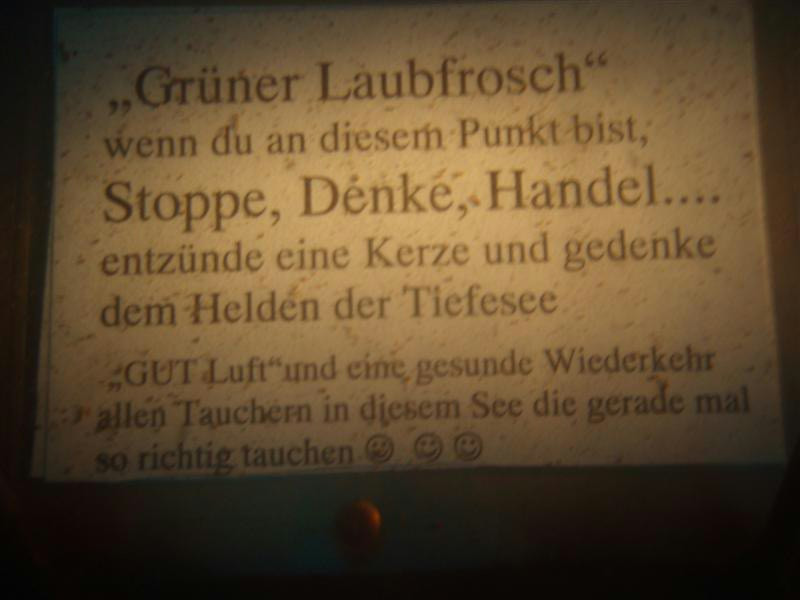 „Grüner Laubfrosch“
wenn du an diesem Punkt bist,
Stoppe, Denke, Handel....
entzünde eine Kerze und gedenke
dem Helden der Tiefesee
„GUT Luft“und eine gesunde Wiederkehr
allen Tauchern in diesem See die gerade mal
so richtig tauchen ☺ ☺ ☺